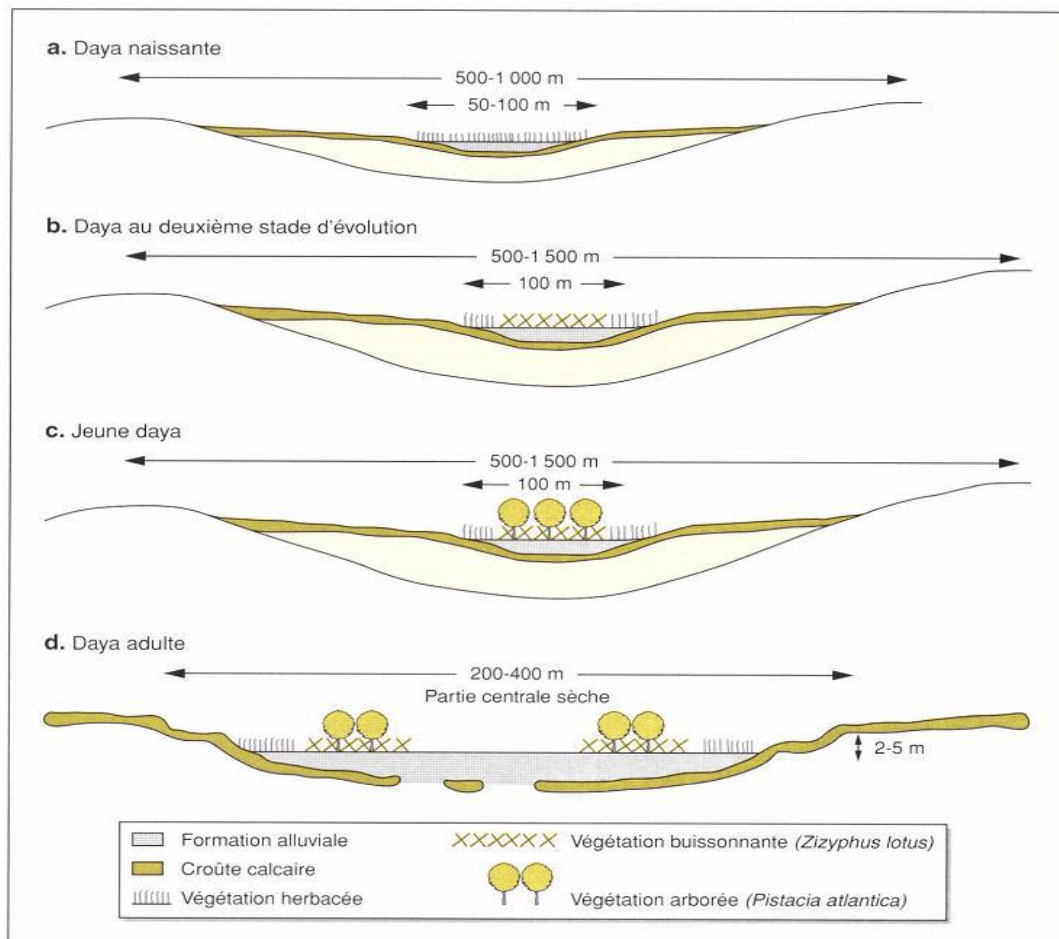 a. Daya naissante
500-1 000 m
50-100 m
b. Daya au deuxième stade d'évolution
500-1 500 m
100 m
c. Jeune daya
500-1 500 m
100 m
d. Daya adulte
200-400 m
Partie centrale sèche
2-5 m
Formation alluviale
Végétation buissonnante (Zizyphus lotus)
Croûte calcaire
Végétation herbacée
Végétation arborée (Pistacia atlantica)